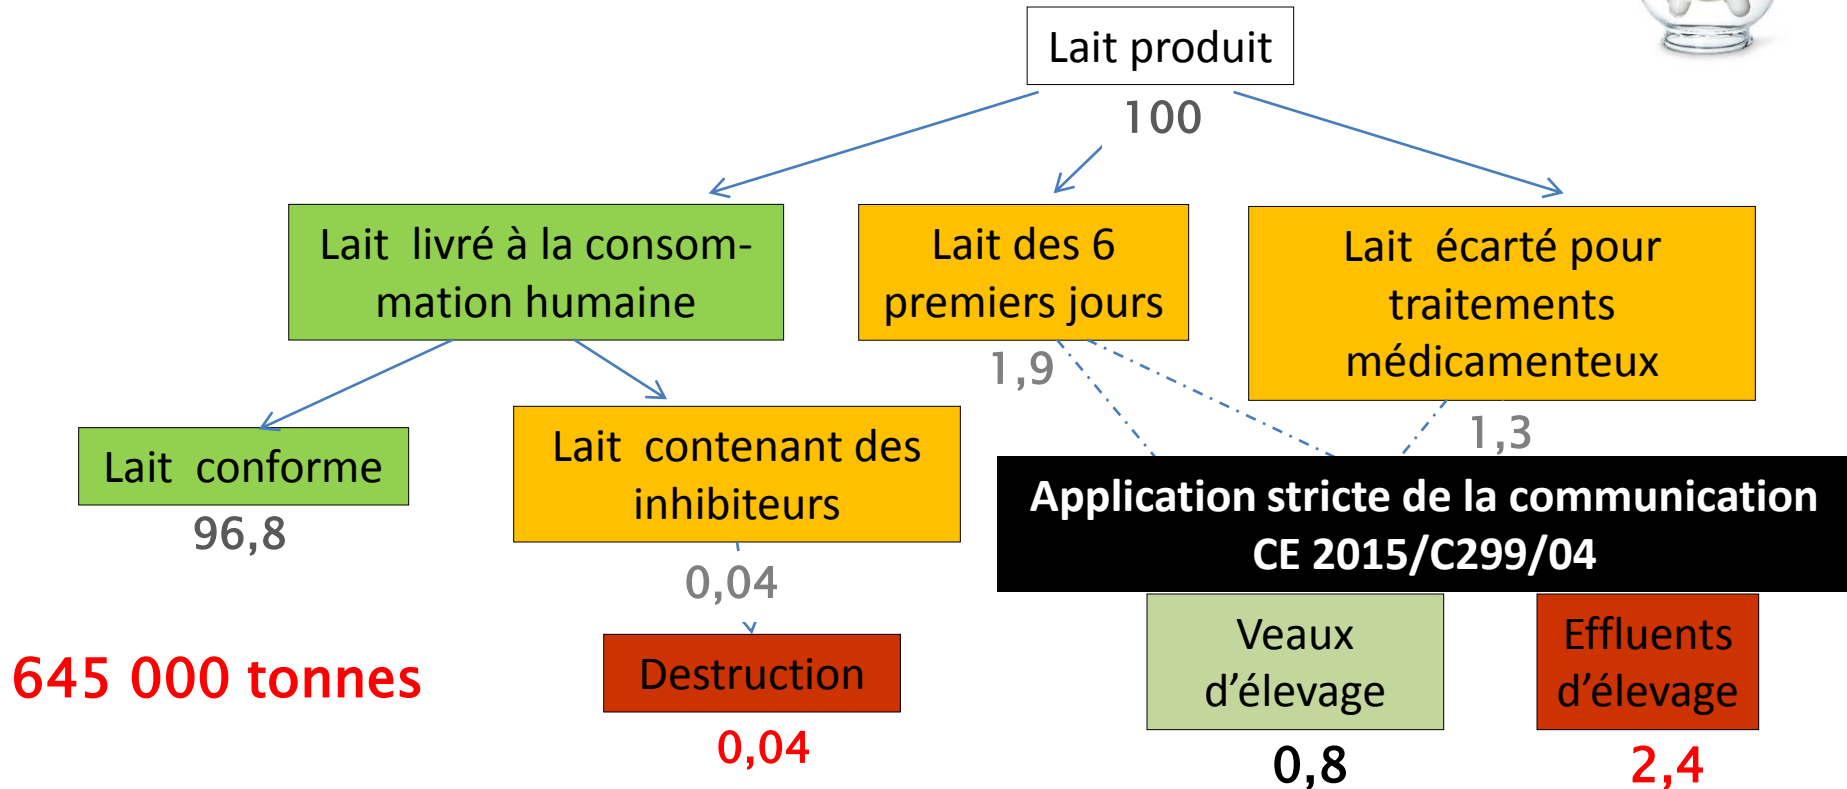 Lait produit
100
Lait livré à la consom-
mation humaine
Lait des 6
premiers jours
1,9
Lait écarté pour
traitements
médicamenteux
1,3
Lait conforme
96,8
Lait contenant des
inhibiteurs
0,04
Application stricte de la communication
CE 2015/C299/04
645 000 tonnes
Destruction
0,04
Veaux
d’élevage
0,8
Effluents
d’élevage
2,4